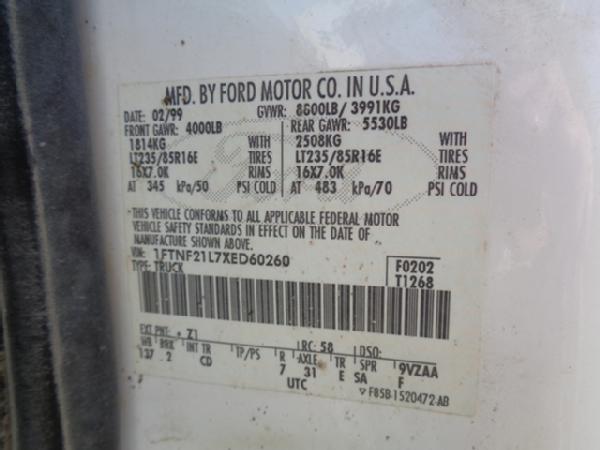 MFD. BY FORD MOTOR CO. IN U.S.A.
DATE: 02/99 GVWR: 8800LB/ 3991KG
FRONT GAWR: 4000LB REAR GAWR: 5530LB
1814KG WITH 2508KG WITH
LT235/85R16E TIRES LT235/85R16E TIRES
16X7.0K RIMS 16X7.0K RIMS
AT 345 kPa/50 PSI COLD AT 483 kPa/70 PSI COLD
THIS VEHICLE CONFORMS TO ALL APPLICABLE FEDERAL MOTOR
VEHICLE SAFETY STANDARDS IN EFFECT ON THE DATE OF
MANUFACTURE SHOWN ABOVE.
VIN: 1FTNF21L7XED60260 F0202
TYPE: TRUCK T1268
EXT PNT: Z1 RC: 58 DSO:
WB BRK INT TR TP/PS R AXLE TR SPR 9VZAA
137 2 CD 7 31 E SA F
UTC F85B-1520472-AB